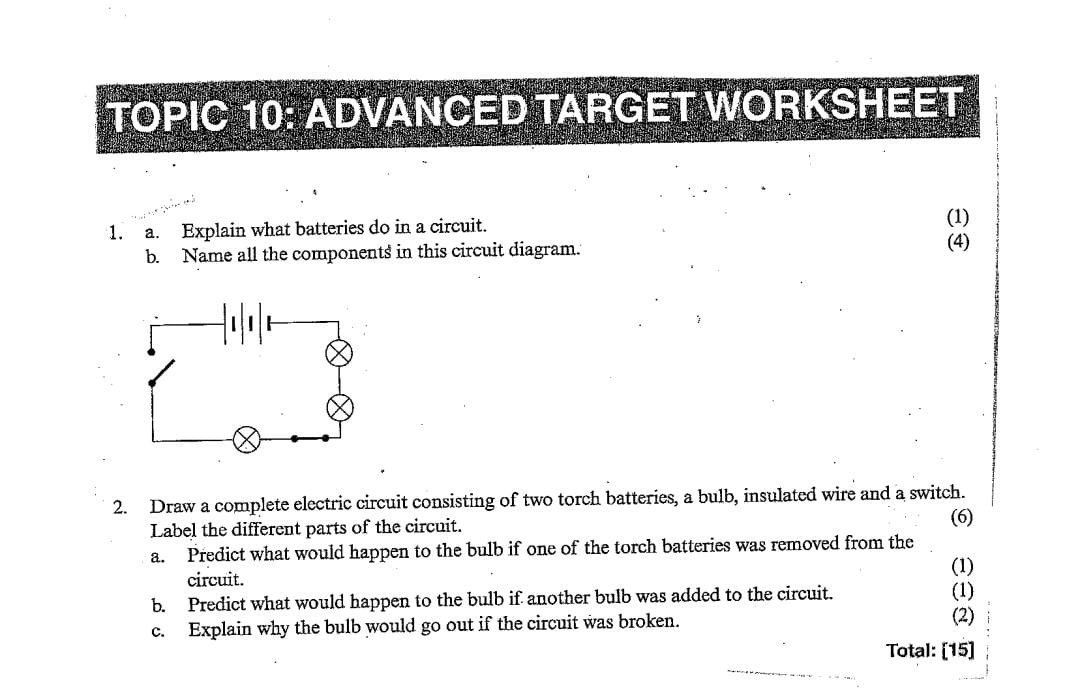 TOPIC 10: ADVANCED TARGET WORKSHEET
1. a. Explain what batteries do in a circuit. (1)
b. Name all the components in this circuit diagram. (4)
2. Draw a complete electric circuit consisting of two torch batteries, a bulb, insulated wire and a switch.
Label the different parts of the circuit. (6)
a. Predict what would happen to the bulb if one of the torch batteries was removed from the
circuit. (1)
b. Predict what would happen to the bulb if another bulb was added to the circuit. (1)
c. Explain why the bulb would go out if the circuit was broken. (2)
Total: [15]